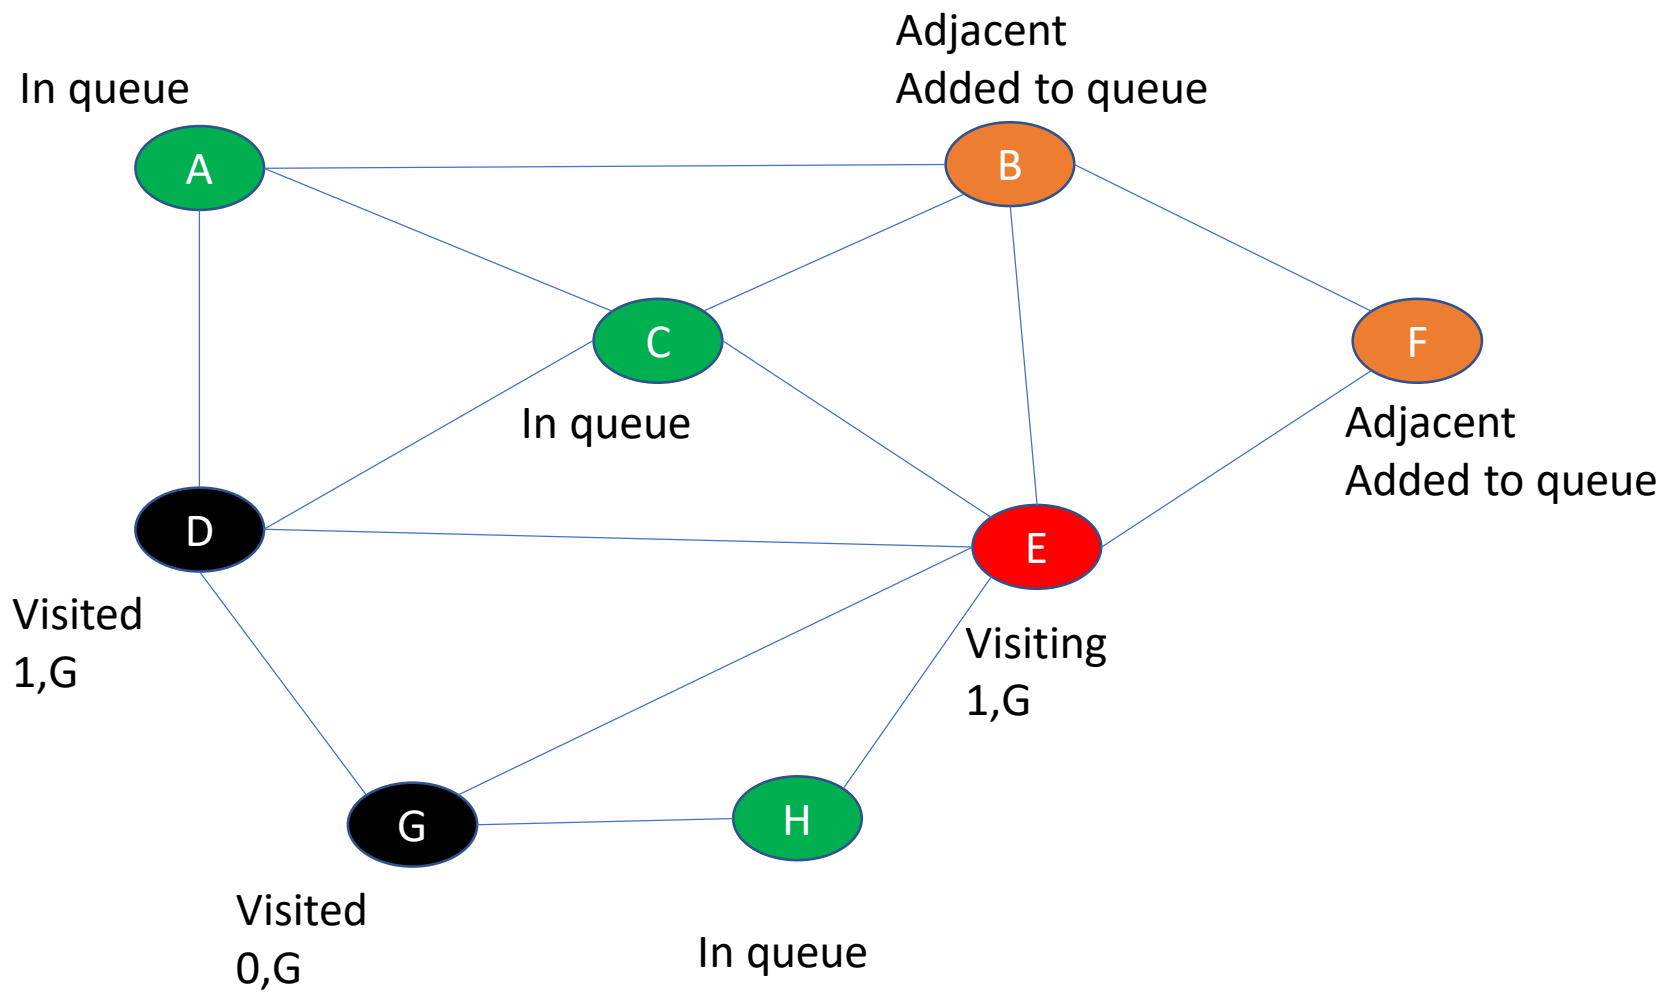 Adjacent
Added to queue
In queue
A
B
C
F
In queue
Adjacent
Added to queue
D
E
Visited
1,G
Visiting
1,G
G
H
Visited
0,G
In queue